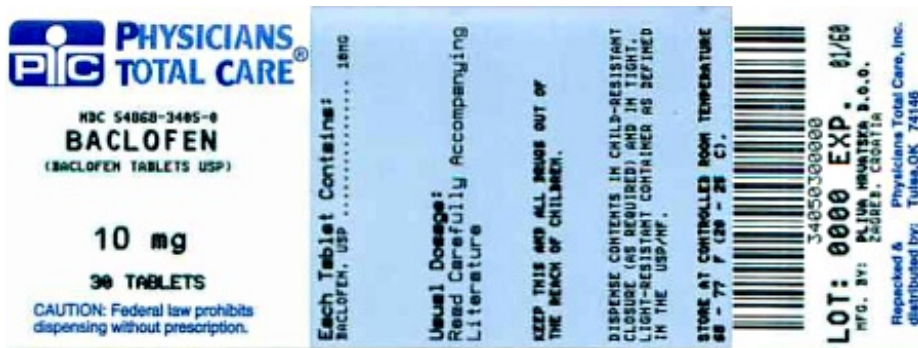 PTC PHYSICIANS
TOTAL CARE®
NDC 54868-3405-0
BACLOFEN
(BACLOFEN TABLETS USP)
10 mg
30 TABLETS
CAUTION: Federal law prohibits
dispensing without prescription.
Each Tablet Contains:
BACLOFEN, USP .................. 10MG
Usual Dosage:
Read Carefully Accompanying
Literature
KEEP THIS AND ALL DRUGS OUT OF
THE REACH OF CHILDREN.
DISPENSE CONTENTS IN CHILD-RESISTANT
CLOSURE (AS REQUIRED) AND IN TIGHT,
LIGHT-RESISTANT CONTAINER AS DEFINED
IN THE USP/NF.
STORE AT CONTROLLED ROOM TEMPERATURE
68 - 77 F (20 - 25 C).
34050300000
LOT: 0000 EXP. 01/60
MFG. BY: PLIVA HRVATSKA D.O.O.
ZAGREB, CROATIA
Repacked & Physicians Total Care, Inc.
distributed by: Tulsa, OK 74146